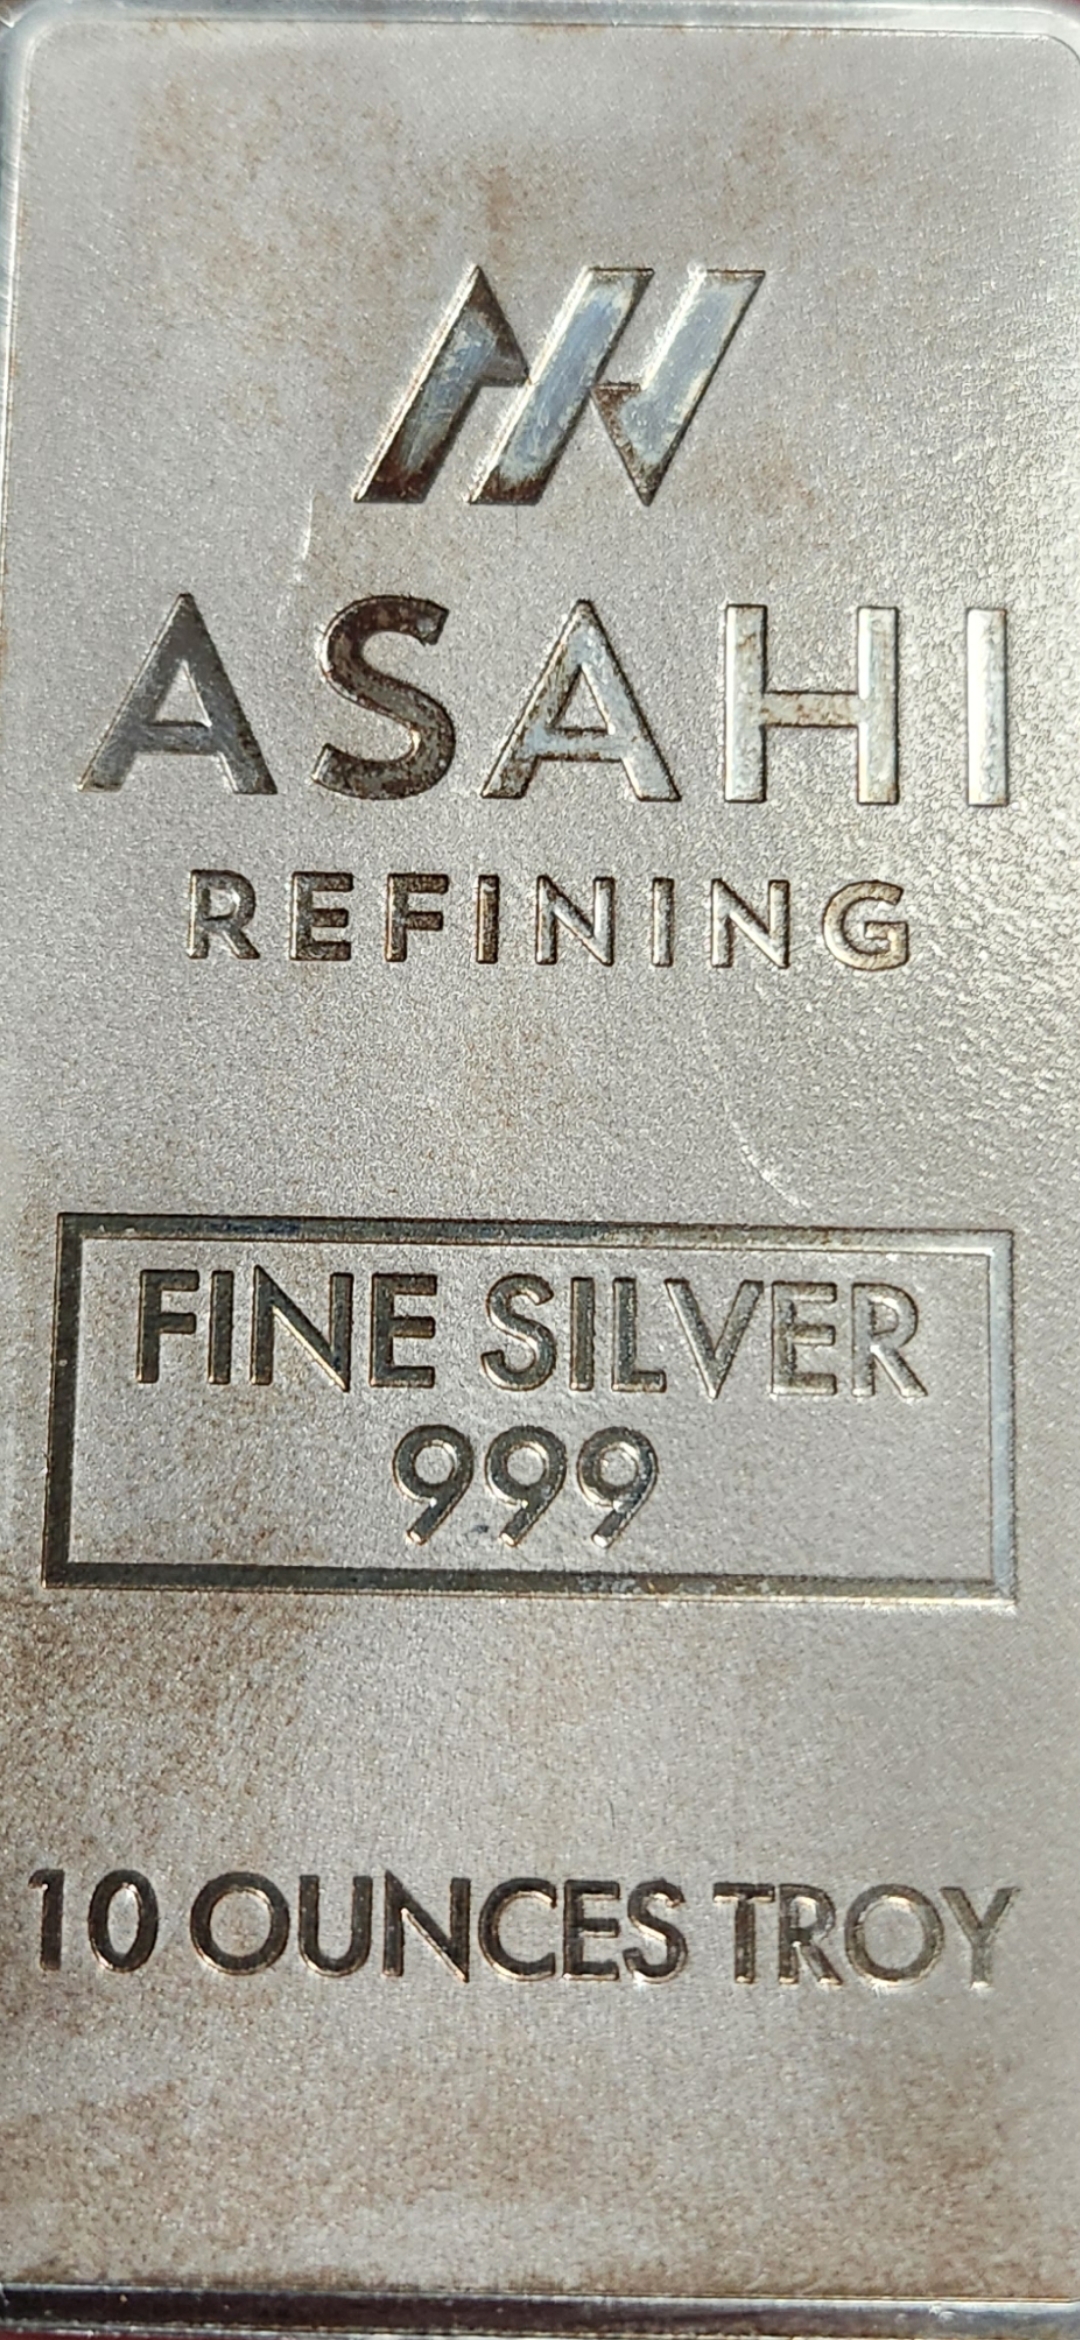 ASAHI
REFINING
FINE SILVER
999
10 OUNCES TROY